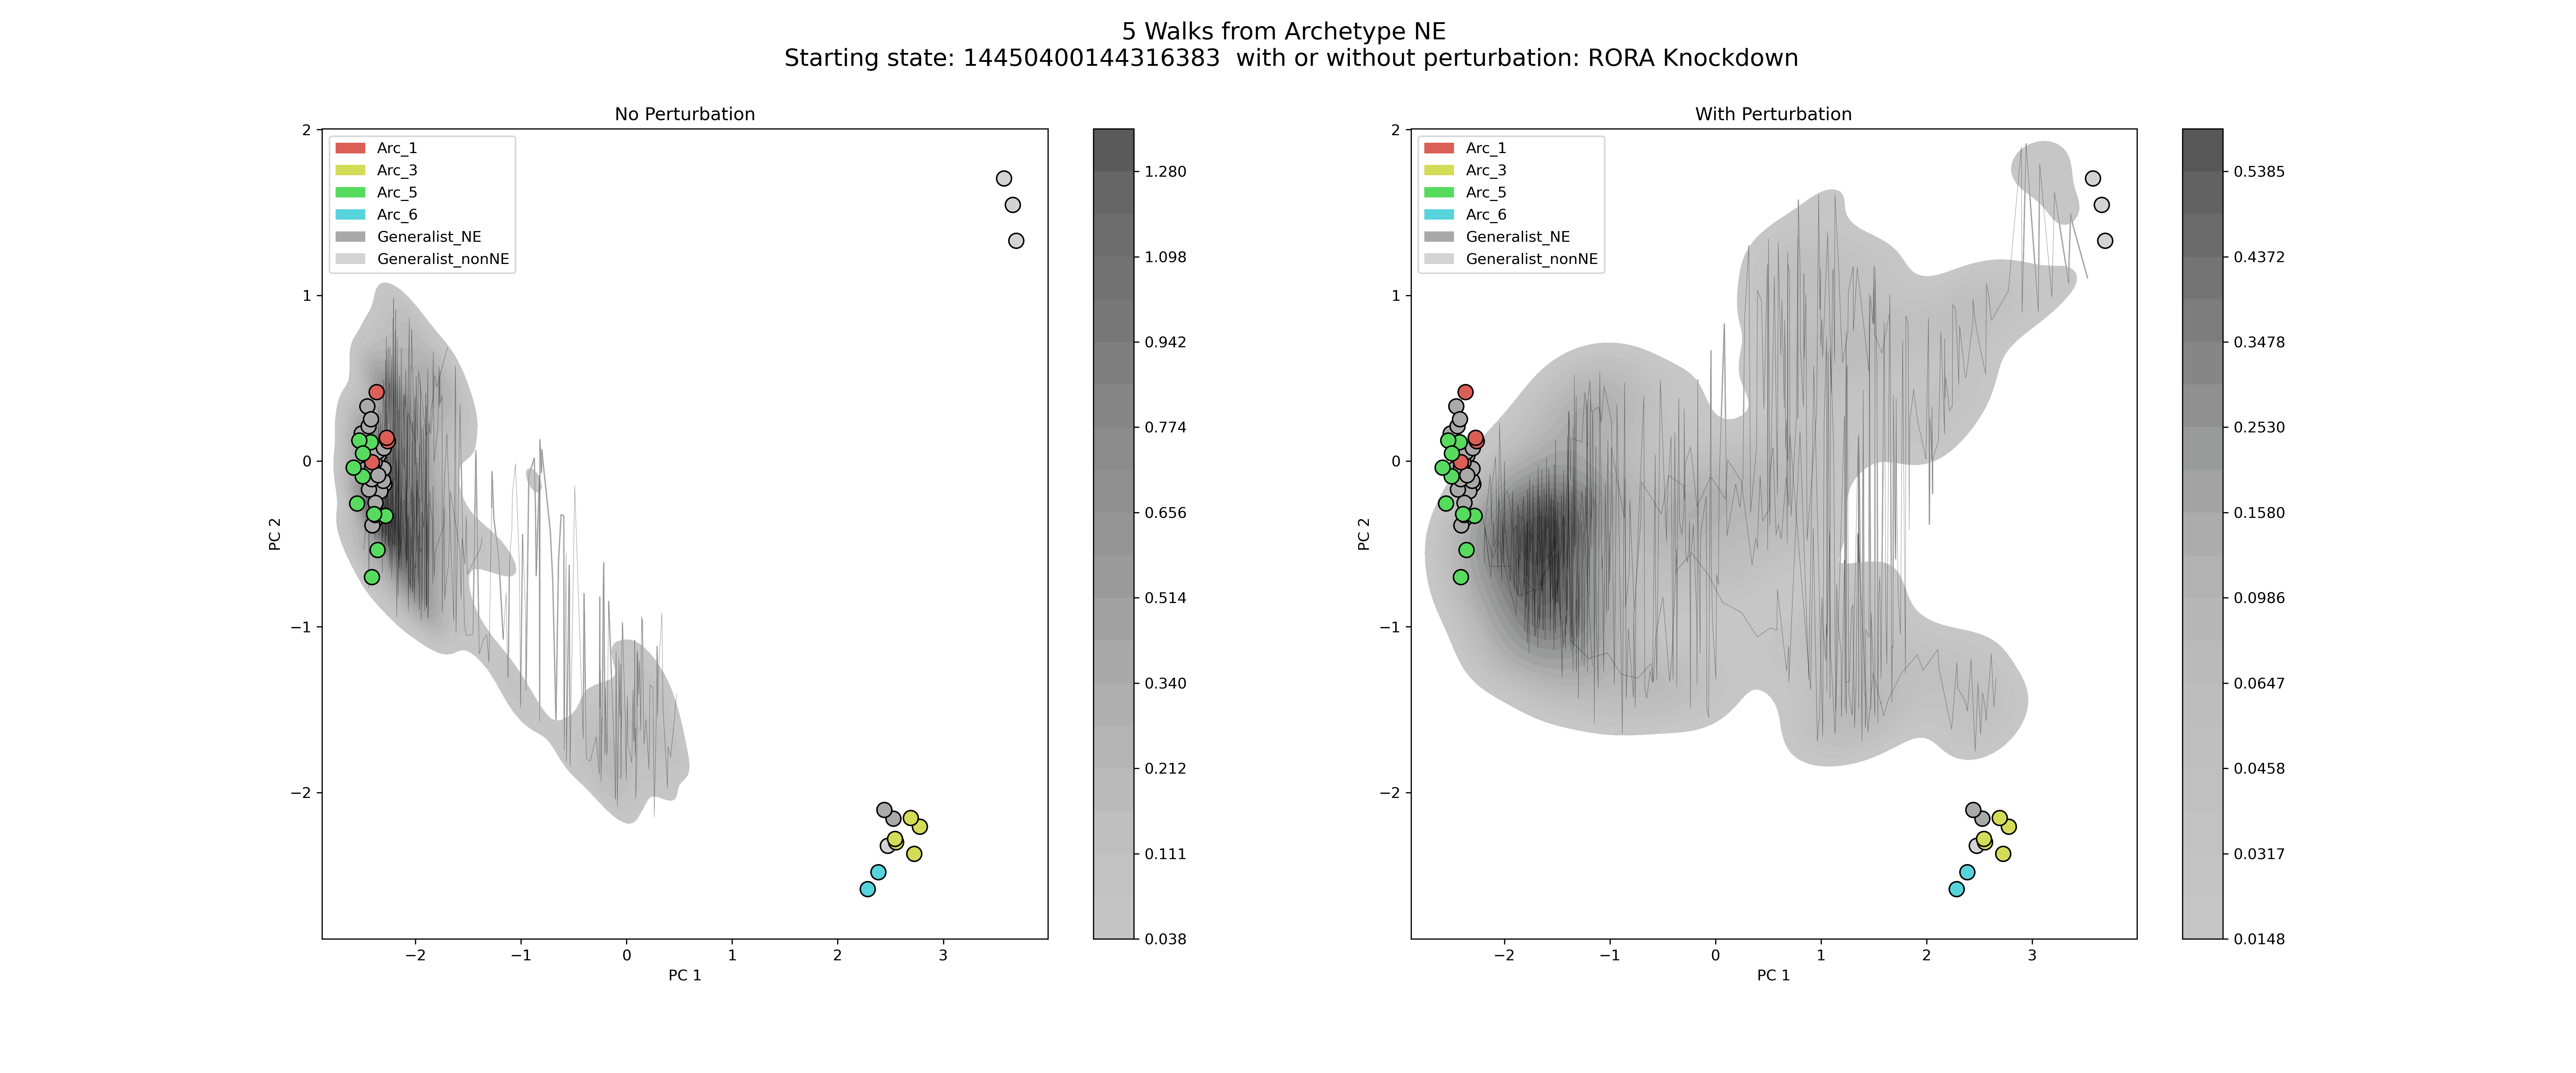 5 Walks from Archetype NE
Starting state: 14450400144316383  with or without perturbation: RORA Knockdown
No Perturbation
Arc_1
Arc_3
Arc_5
Arc_6
Generalist_NE
Generalist_nonNE
2
1
0
−1
−2
PC 2
−2
−1
0
1
2
3
PC 1
1.280
1.098
0.942
0.774
0.656
0.514
0.340
0.212
0.111
0.038
With Perturbation
Arc_1
Arc_3
Arc_5
Arc_6
Generalist_NE
Generalist_nonNE
2
1
0
−1
−2
PC 2
−2
−1
0
1
2
3
PC 1
0.5385
0.4372
0.3478
0.2530
0.1580
0.0986
0.0647
0.0458
0.0317
0.0148